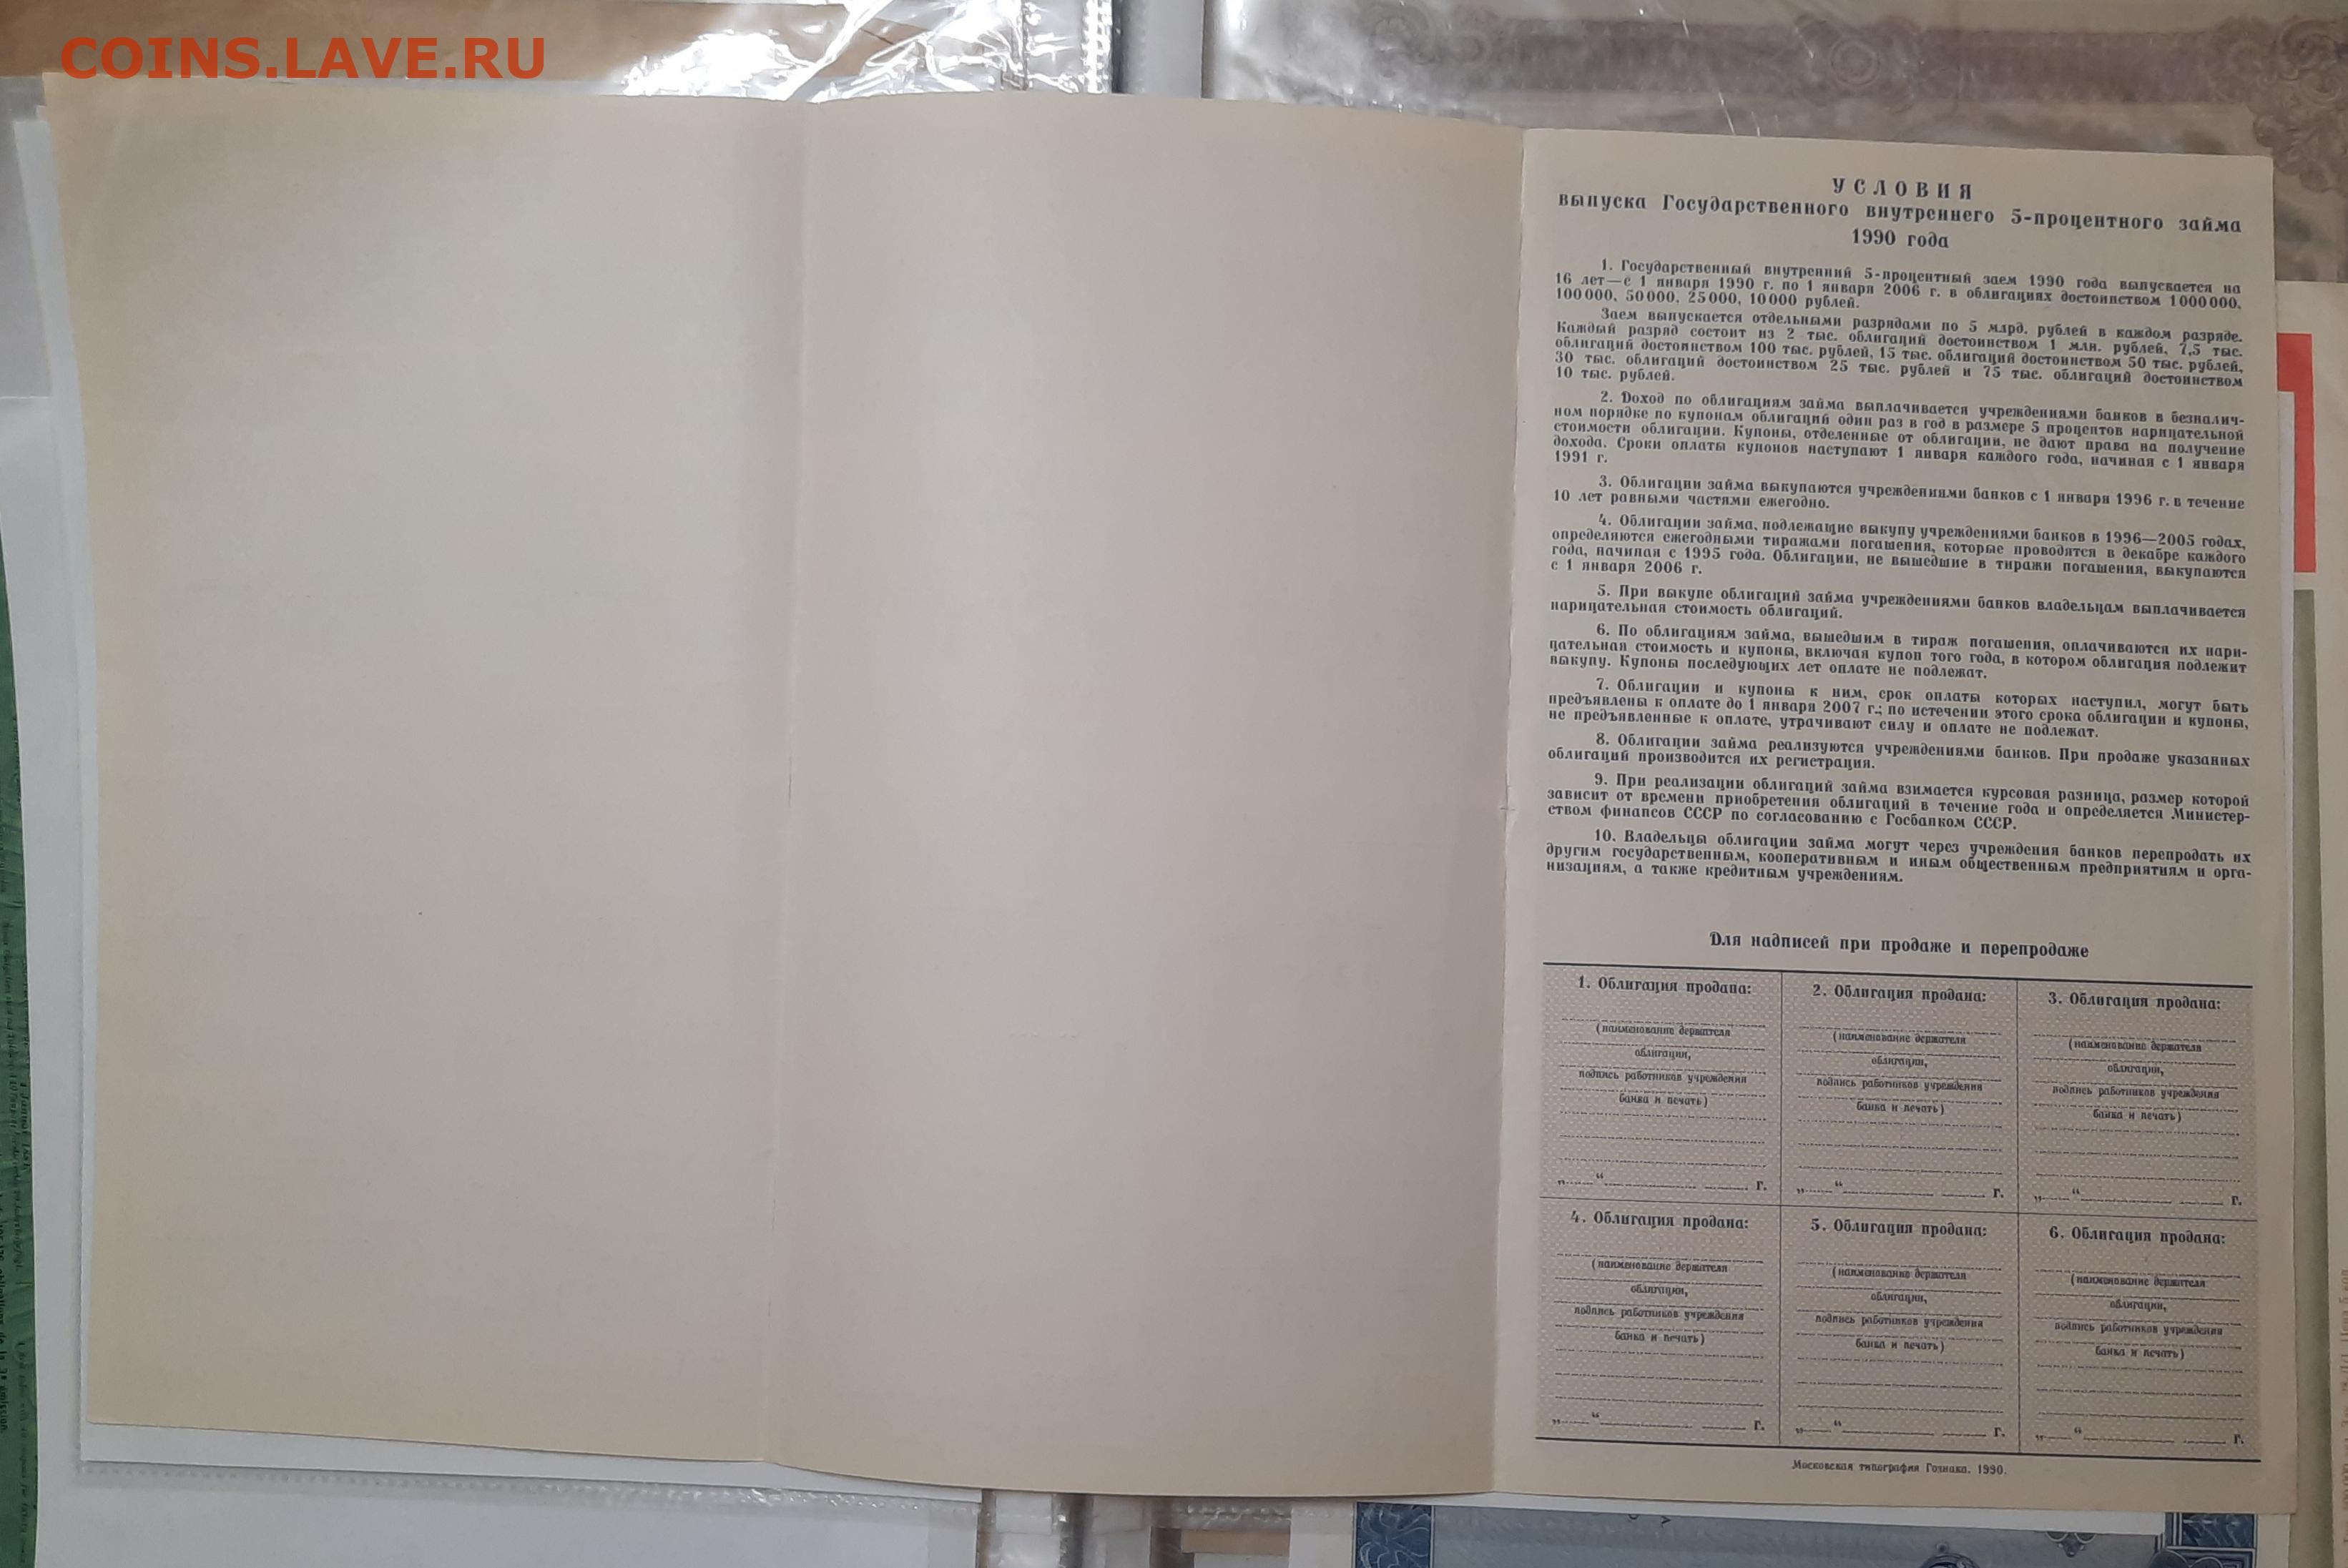 COINS.LAVE.RU
УСЛОВИЯ
выпуска Государственного внутреннего 5-процентного займа
1990 года
1. Государственный внутренний 5-процентный заем 1990 года выпускается на
16 лет—с 1 января 1990 г. по 1 января 2006 г. в облигациях достоинством 1000000,
100000, 50000, 25000, 10000 рублей.
Заем выпускается отдельными разрядами по 5 млрд. рублей в каждом разряде.
Каждый разряд состоит из 2 тыс. облигаций достоинством 1 млн. рублей, 7,5 тыс.
облигаций достоинством 100 тыс. рублей, 15 тыс. облигаций достоинством 50 тыс. рублей,
30 тыс. облигаций достоинством 25 тыс. рублей и 75 тыс. облигаций достоинством
10 тыс. рублей.
2. Доход по облигациям займа выплачивается учреждениями банков в безналич-
ном порядке по купонам облигаций один раз в год в размере 5 процентов нарицательной
стоимости облигации. Купоны, отделенные от облигации, не дают права на получение
дохода. Сроки оплаты купонов наступают 1 января каждого года, начиная с 1 января
1991 г.
3. Облигации займа выкупаются учреждениями банков с 1 января 1996 г. в течение
10 лет равными частями ежегодно.
4. Облигации займа, подлежащие выкупу учреждениями банков в 1996—2005 годах,
определяются ежегодными тиражами погашения, которые проводятся в декабре каждого
года, начиная с 1995 года. Облигации, не вышедшие в тиражи погашения, выкупаются
с 1 января 2006 г.
5. При выкупе облигаций займа учреждениями банков владельцам выплачивается
нарицательная стоимость облигаций.
6. По облигациям займа, вышедшим в тираж погашения, оплачиваются их нари-
цательная стоимость и купоны, включая купон того года, в котором облигация подлежит
выкупу. Купоны последующих лет оплате не подлежат.
7. Облигации и купоны к ним, срок оплаты которых наступил, могут быть
предъявлены к оплате до 1 января 2007 г.; по истечении этого срока облигации и купоны,
не предъявленные к оплате, утрачивают силу и оплате не подлежат.
8. Облигации займа реализуются учреждениями банков. При продаже указанных
облигаций производится их регистрация.
9. При реализации облигаций займа взимается курсовая разница, размер которой
зависит от времени приобретения облигаций в течение года и определяется Министер-
ством финансов СССР по согласованию с Госбанком СССР.
10. Владельцы облигации займа могут через учреждения банков перепродать их
другим государственным, кооперативным и иным общественным предприятиям и орга-
низациям, а также кредитным учреждениям.
Для надписей при продаже и перепродаже
1. Облигация продана:
(наименование держателя
облигации,
подпись работников учреждения
банка и печать)
„ “ г.
2. Облигация продана:
(наименование держателя
облигации,
подпись работников учреждения
банка и печать)
„ “ г.
3. Облигация продана:
(наименование держателя
облигации,
подпись работников учреждения
банка и печать)
„ “ г.
4. Облигация продана:
(наименование держателя
облигации,
подпись работников учреждения
банка и печать)
„ “ г.
5. Облигация продана:
(наименование держателя
облигации,
подпись работников учреждения
банка и печать)
„ “ г.
6. Облигация продана:
(наименование держателя
облигации,
подпись работников учреждения
банка и печать)
„ “ г.
Московская типография Гознака. 1990.